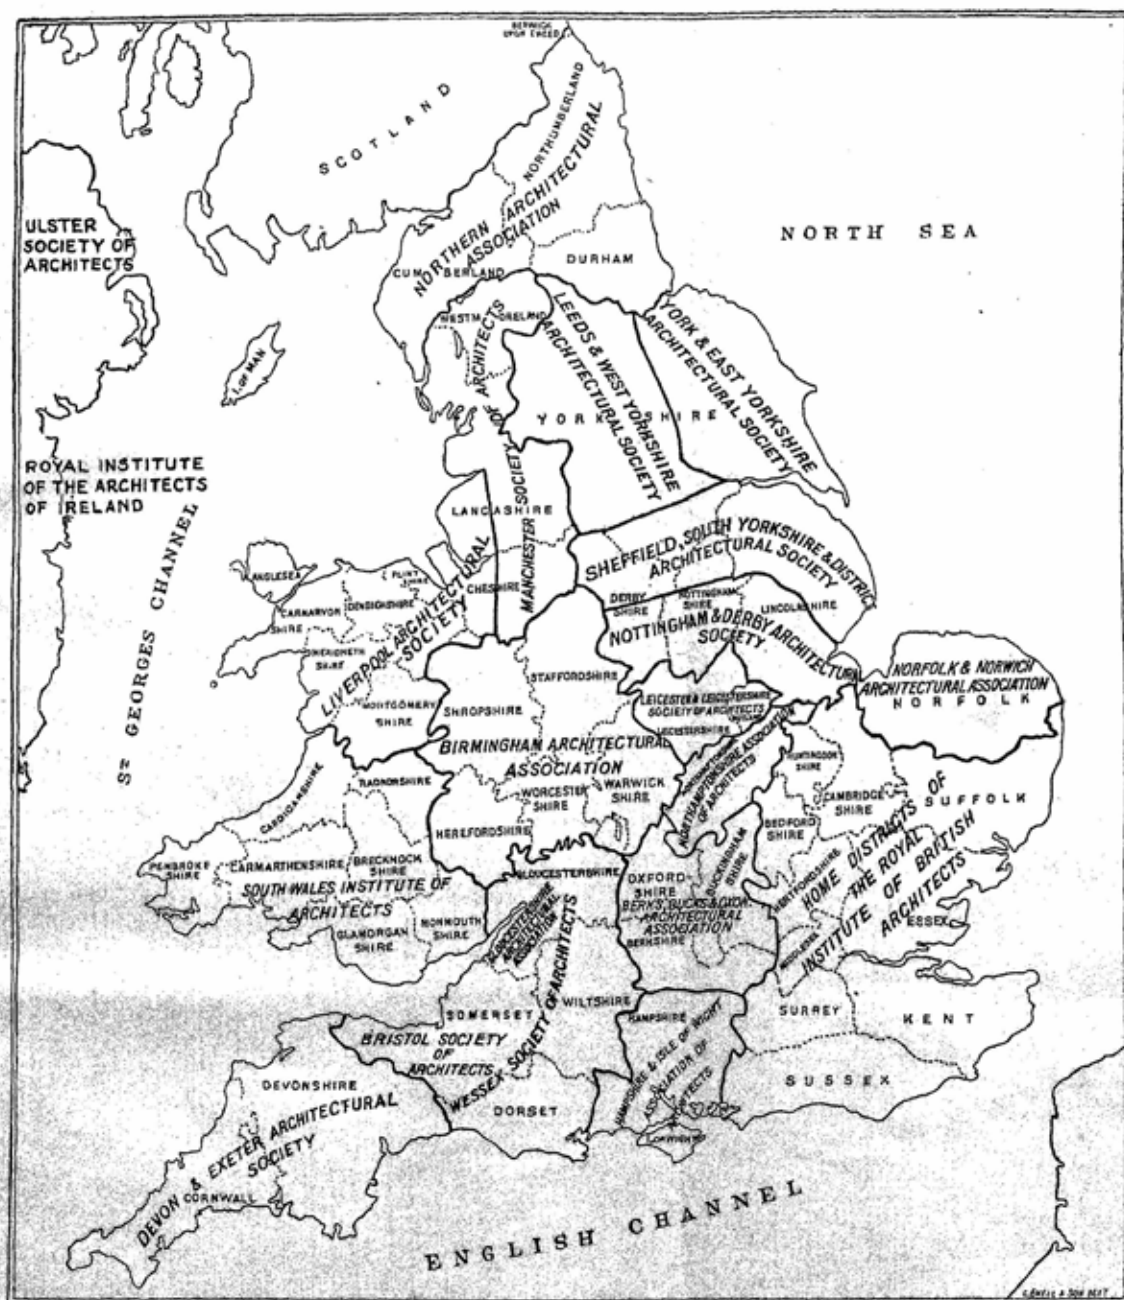 BERWICK
UPON TWEED
SCOTLAND
NORTHUMBERLAND
NORTHERN ARCHITECTURAL
ASSOCIATION
CUMBERLAND
DURHAM
NORTH SEA
ULSTER
SOCIETY OF
ARCHITECTS
WESTMORELAND
I. OF MAN
LEEDS & WEST YORKSHIRE
ARCHITECTURAL SOCIETY
YORK & EAST YORKSHIRE
ARCHITECTURAL SOCIETY
YORKSHIRE
ROYAL INSTITUTE
OF THE ARCHITECTS
OF IRELAND
ST GEORGES CHANNEL
MANCHESTER SOCIETY OF ARCHITECTS
LANCASHIRE
CHESHIRE
SHEFFIELD, SOUTH YORKSHIRE & DISTRICT
ARCHITECTURAL SOCIETY
ANGLESEA
FLINT
SHIRE
CARNARVON
SHIRE
DENBIGHSHIRE
MERIONETH
SHIRE
LIVERPOOL ARCHITECTURAL
SOCIETY
MONTGOMERY
SHIRE
DERBY
SHIRE
NOTTINGHAM
SHIRE
LINCOLNSHIRE
NOTTINGHAM & DERBY ARCHITECTURAL
SOCIETY
NORFOLK & NORWICH
ARCHITECTURAL ASSOCIATION
NORFOLK
STAFFORDSHIRE
SHROPSHIRE
LEICESTER & LEICESTERSHIRE
SOCIETY OF ARCHITECTS
LEICESTERSHIRE
BIRMINGHAM ARCHITECTURAL
ASSOCIATION
WORCESTER
SHIRE
WARWICK
SHIRE
HEREFORDSHIRE
NORTHAMPTONSHIRE ASSOCIATION
OF ARCHITECTS
HUNTINGDON
SHIRE
CAMBRIDGE
SHIRE
SUFFOLK
BEDFORD
SHIRE
HERTFORDSHIRE
HOME DISTRICTS OF
THE ROYAL
INSTITUTE OF BRITISH
ARCHITECTS
ESSEX
MIDDLESEX
RADNORSHIRE
CARDIGANSHIRE
PEMBROKE
SHIRE
CARMARTHENSHIRE
BRECKNOCK
SHIRE
SOUTH WALES INSTITUTE OF
ARCHITECTS
GLAMORGAN
SHIRE
MONMOUTH
SHIRE
GLOUCESTERSHIRE
GLOUCESTERSHIRE
ARCHITECTURAL
ASSOCIATION
OXFORD
SHIRE
BUCKINGHAM
SHIRE
BERKS, BUCKS & OXON
ARCHITECTURAL
ASSOCIATION
BERKSHIRE
WESSEX SOCIETY OF ARCHITECTS
WILTSHIRE
SOMERSET
BRISTOL SOCIETY
OF
ARCHITECTS
DORSET
HAMPSHIRE
HAMPSHIRE & ISLE OF WIGHT
ASSOCIATION OF
ARCHITECTS
I. OF WIGHT
SURREY
KENT
SUSSEX
DEVONSHIRE
DEVON & EXETER ARCHITECTURAL
SOCIETY
CORNWALL
ENGLISH CHANNEL